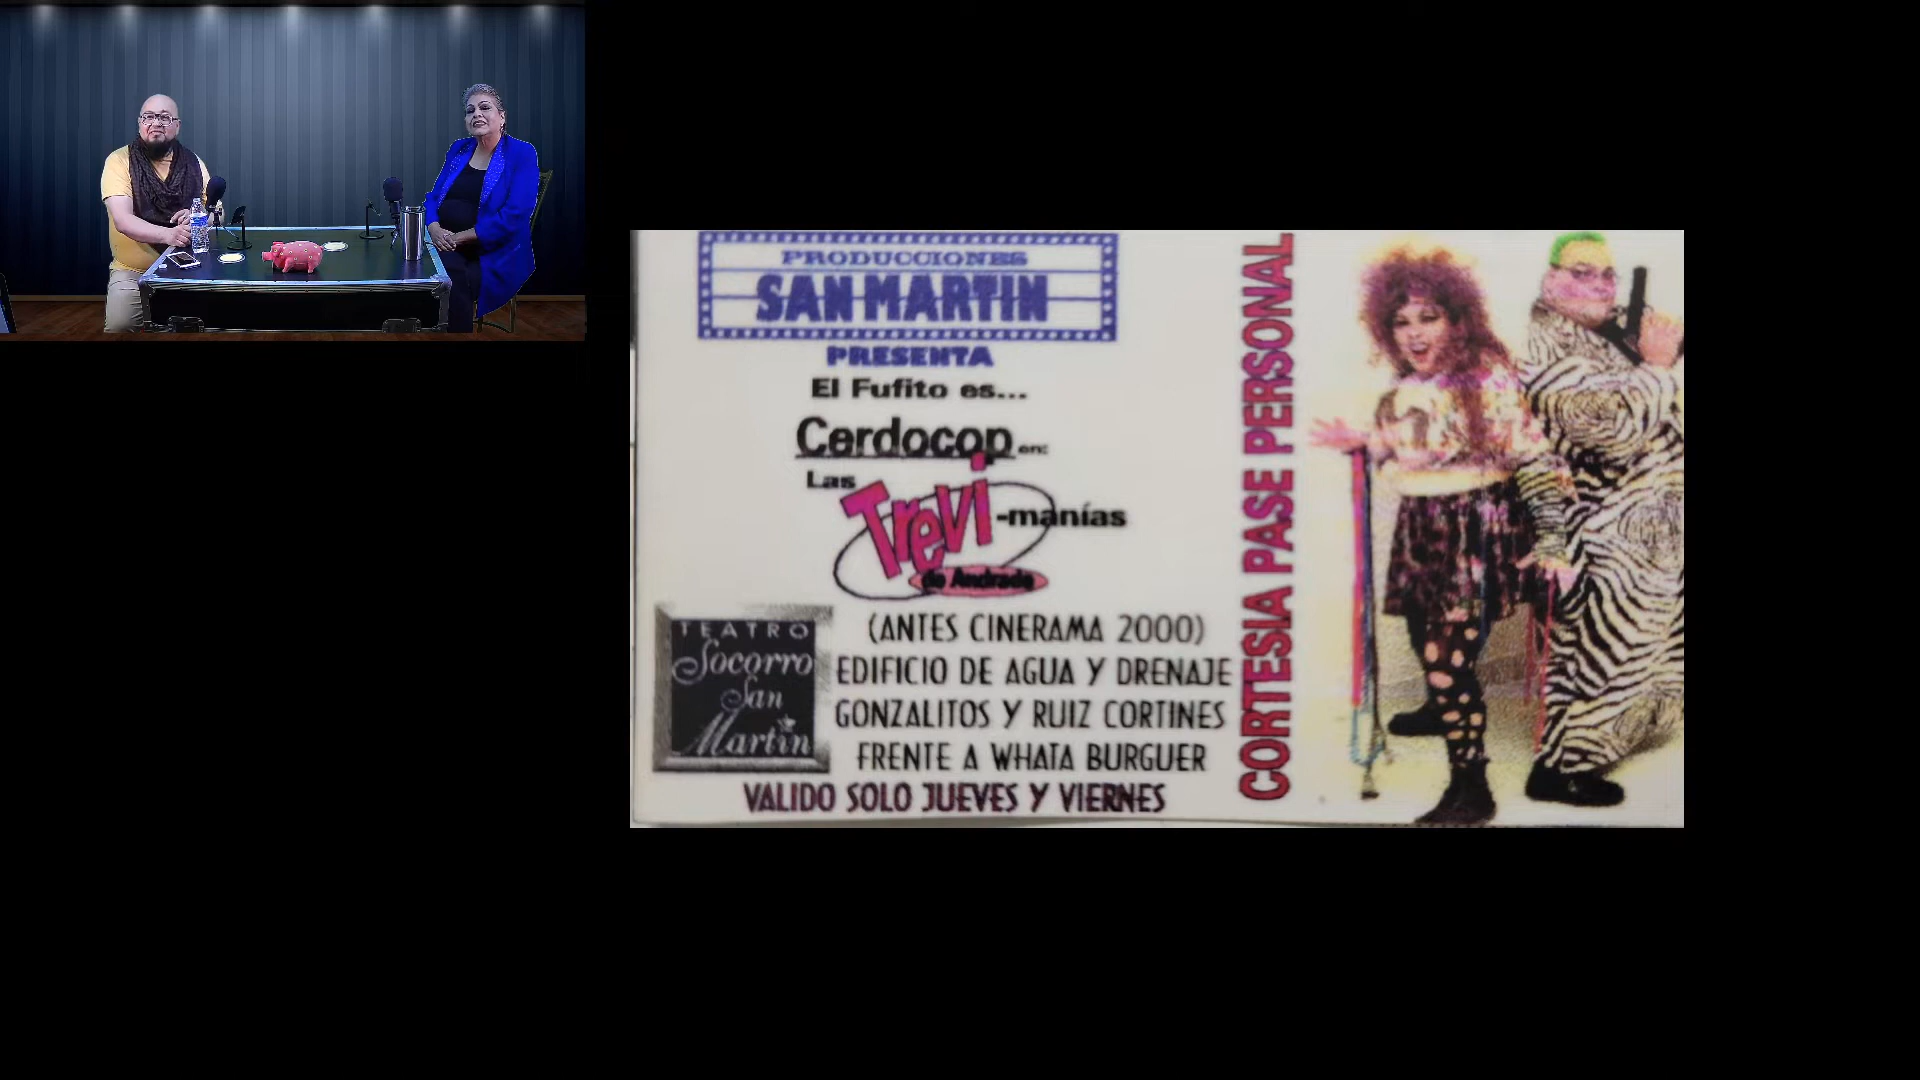 PRODUCCIONES
SAN MARTIN
PRESENTA
El Fufito es...
Cerdocop en:
Las Trevi-manías
de Andrade
TEATRO
Socorro
San
Martín
(ANTES CINERAMA 2000)
EDIFICIO DE AGUA Y DRENAJE
GONZALITOS Y RUIZ CORTINES
FRENTE A WHATA BURGUER
VALIDO SOLO JUEVES Y VIERNES
CORTESIA PASE PERSONAL